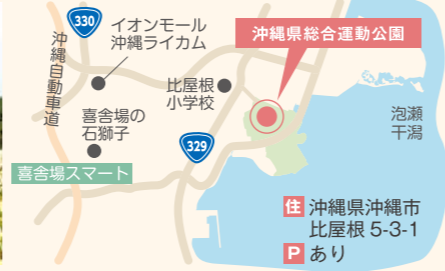 330
イオンモール
沖縄ライカム
沖縄県総合運動公園
沖縄自動車道
比屋根
小学校
喜舎場の
石獅子
329
泡瀬
干潟
喜舎場スマート
住 沖縄県沖縄市
比屋根 5-3-1
P あり